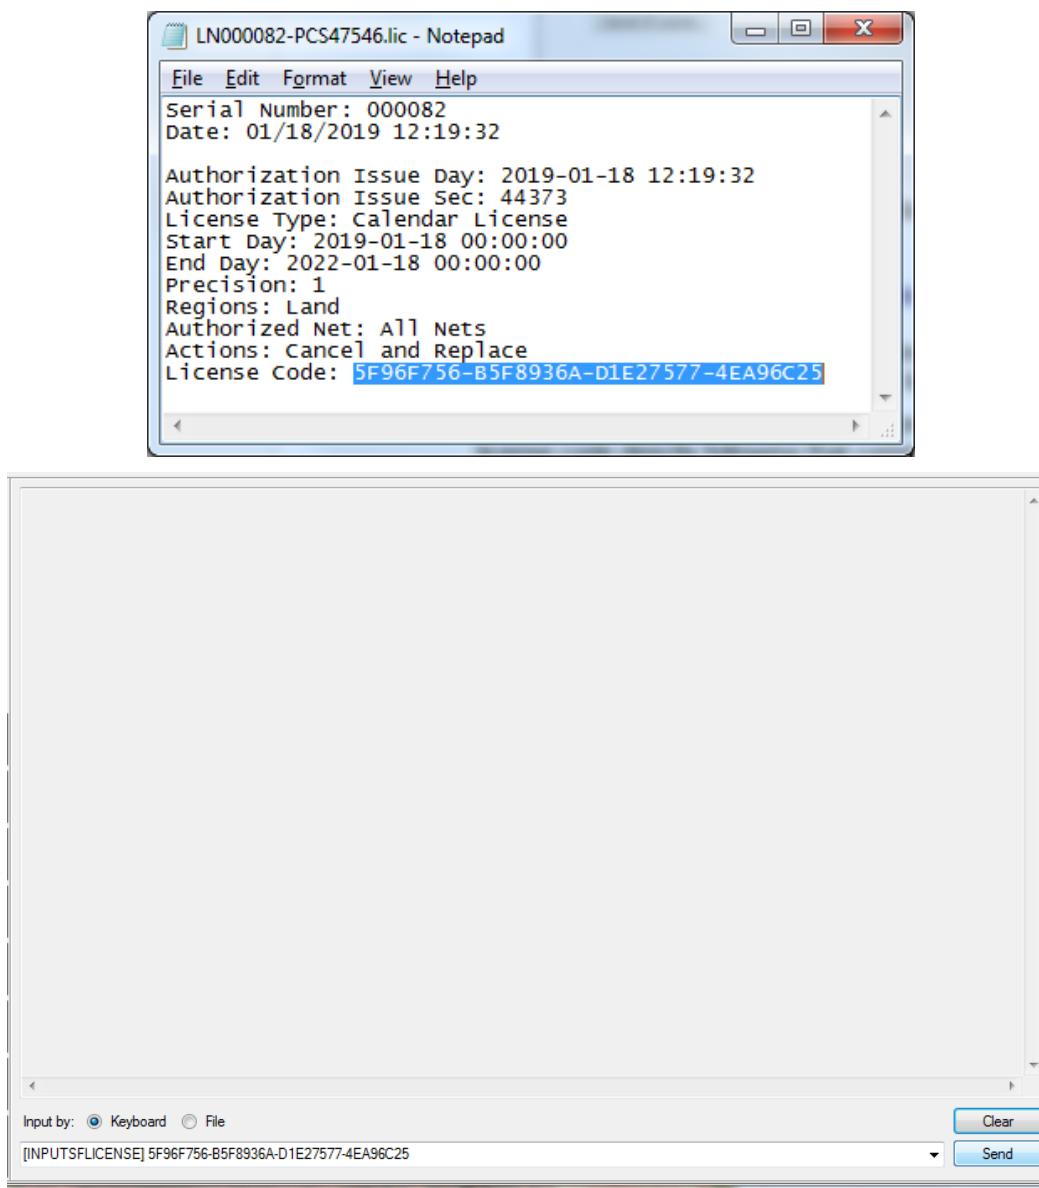 LN000082-PCS47546.lic - Notepad
File Edit Format View Help
Serial Number: 000082
Date: 01/18/2019 12:19:32
Authorization Issue Day: 2019-01-18 12:19:32
Authorization Issue Sec: 44373
License Type: Calendar License
Start Day: 2019-01-18 00:00:00
End Day: 2022-01-18 00:00:00
Precision: 1
Regions: Land
Authorized Net: All Nets
Actions: Cancel and Replace
License Code: 5F96F756-B5F8936A-D1E27577-4EA96C25
Input by: Keyboard File
Clear
[INPUTSFLICENSE] 5F96F756-B5F8936A-D1E27577-4EA96C25
Send